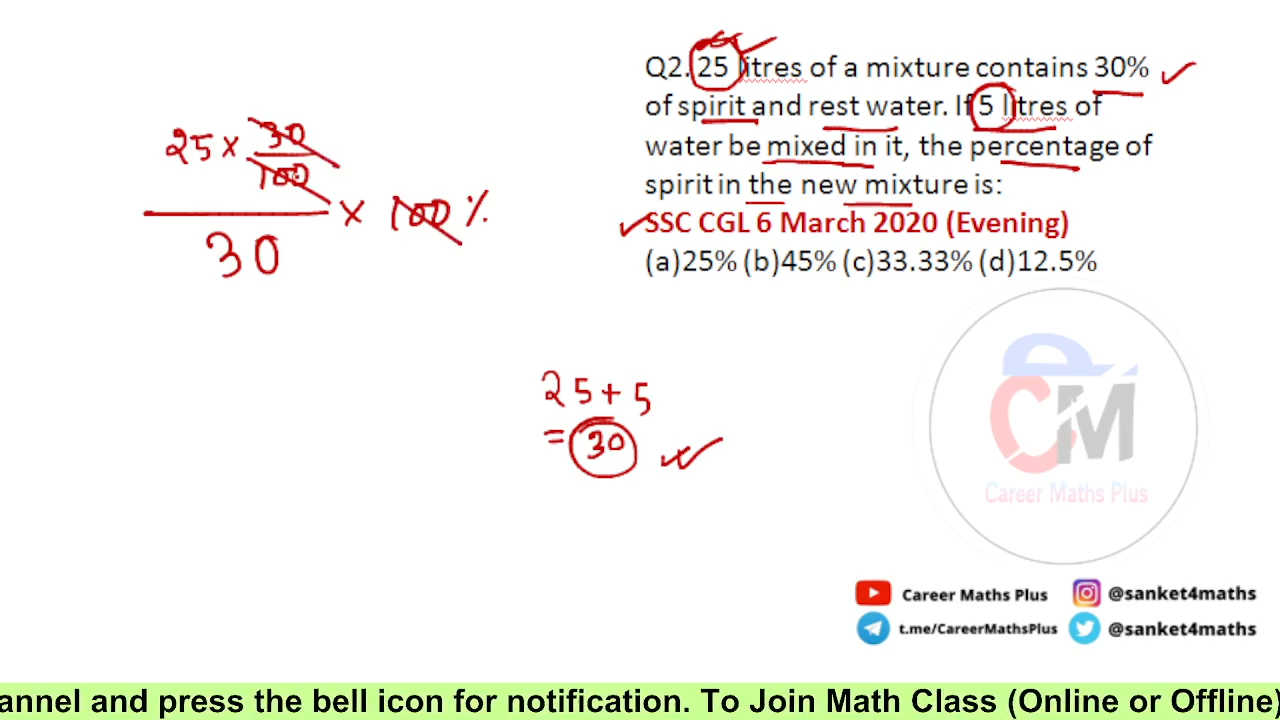 Q2. 25 litres of a mixture contains 30%
of spirit and rest water. If 5 litres of
water be mixed in it, the percentage of
spirit in the new mixture is:
SSC CGL 6 March 2020 (Evening)
(a)25% (b)45% (c)33.33% (d)12.5%
25 × 30
100
× 100 %
30
25 + 5
= 30
CM
Career Maths Plus
Career Maths Plus @sanket4maths
t.me/CareerMathsPlus @sanket4maths
annel and press the bell icon for notification. To Join Math Class (Online or Offline)